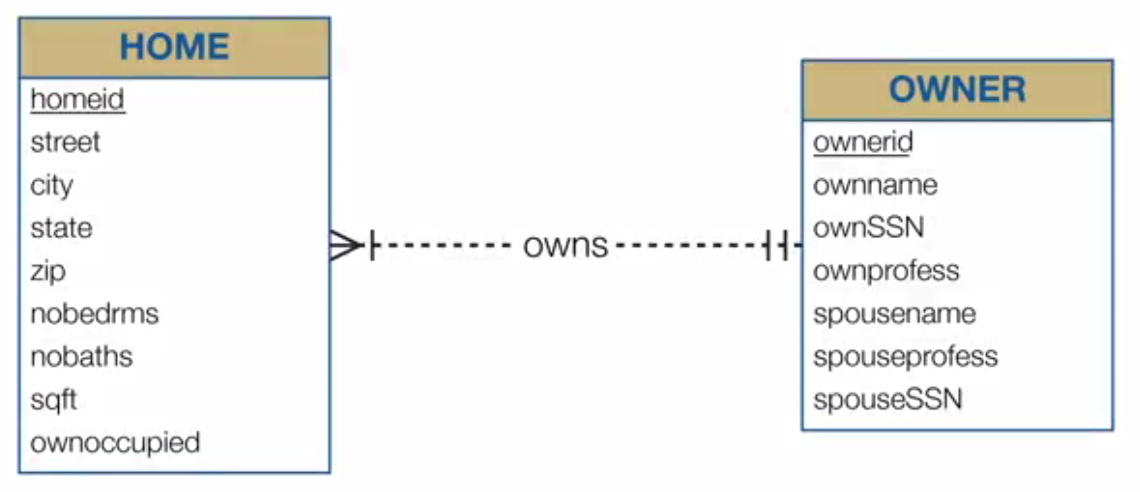 HOME
homeid
street
city
state
zip
nobedrms
nobaths
sqft
ownoccupied
owns
OWNER
ownerid
ownname
ownSSN
ownprofess
spousename
spouseprofess
spouseSSN